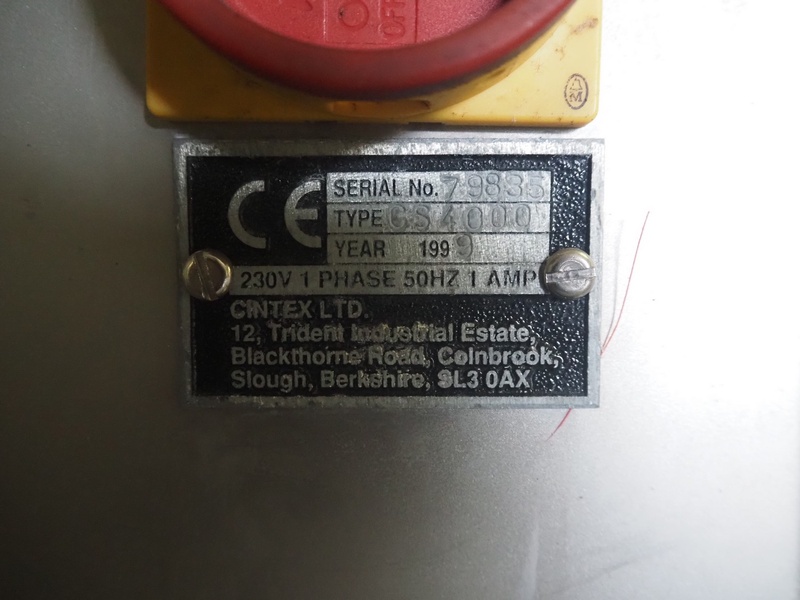 OFF
CE
SERIAL No. 79835
TYPE CS4000
YEAR 1999
230V 1 PHASE 50HZ 1 AMP
CINTEX LTD.
12, Trident Industrial Estate,
Blackthorne Road, Colnbrook,
Slough, Berkshire, SL3 0AX